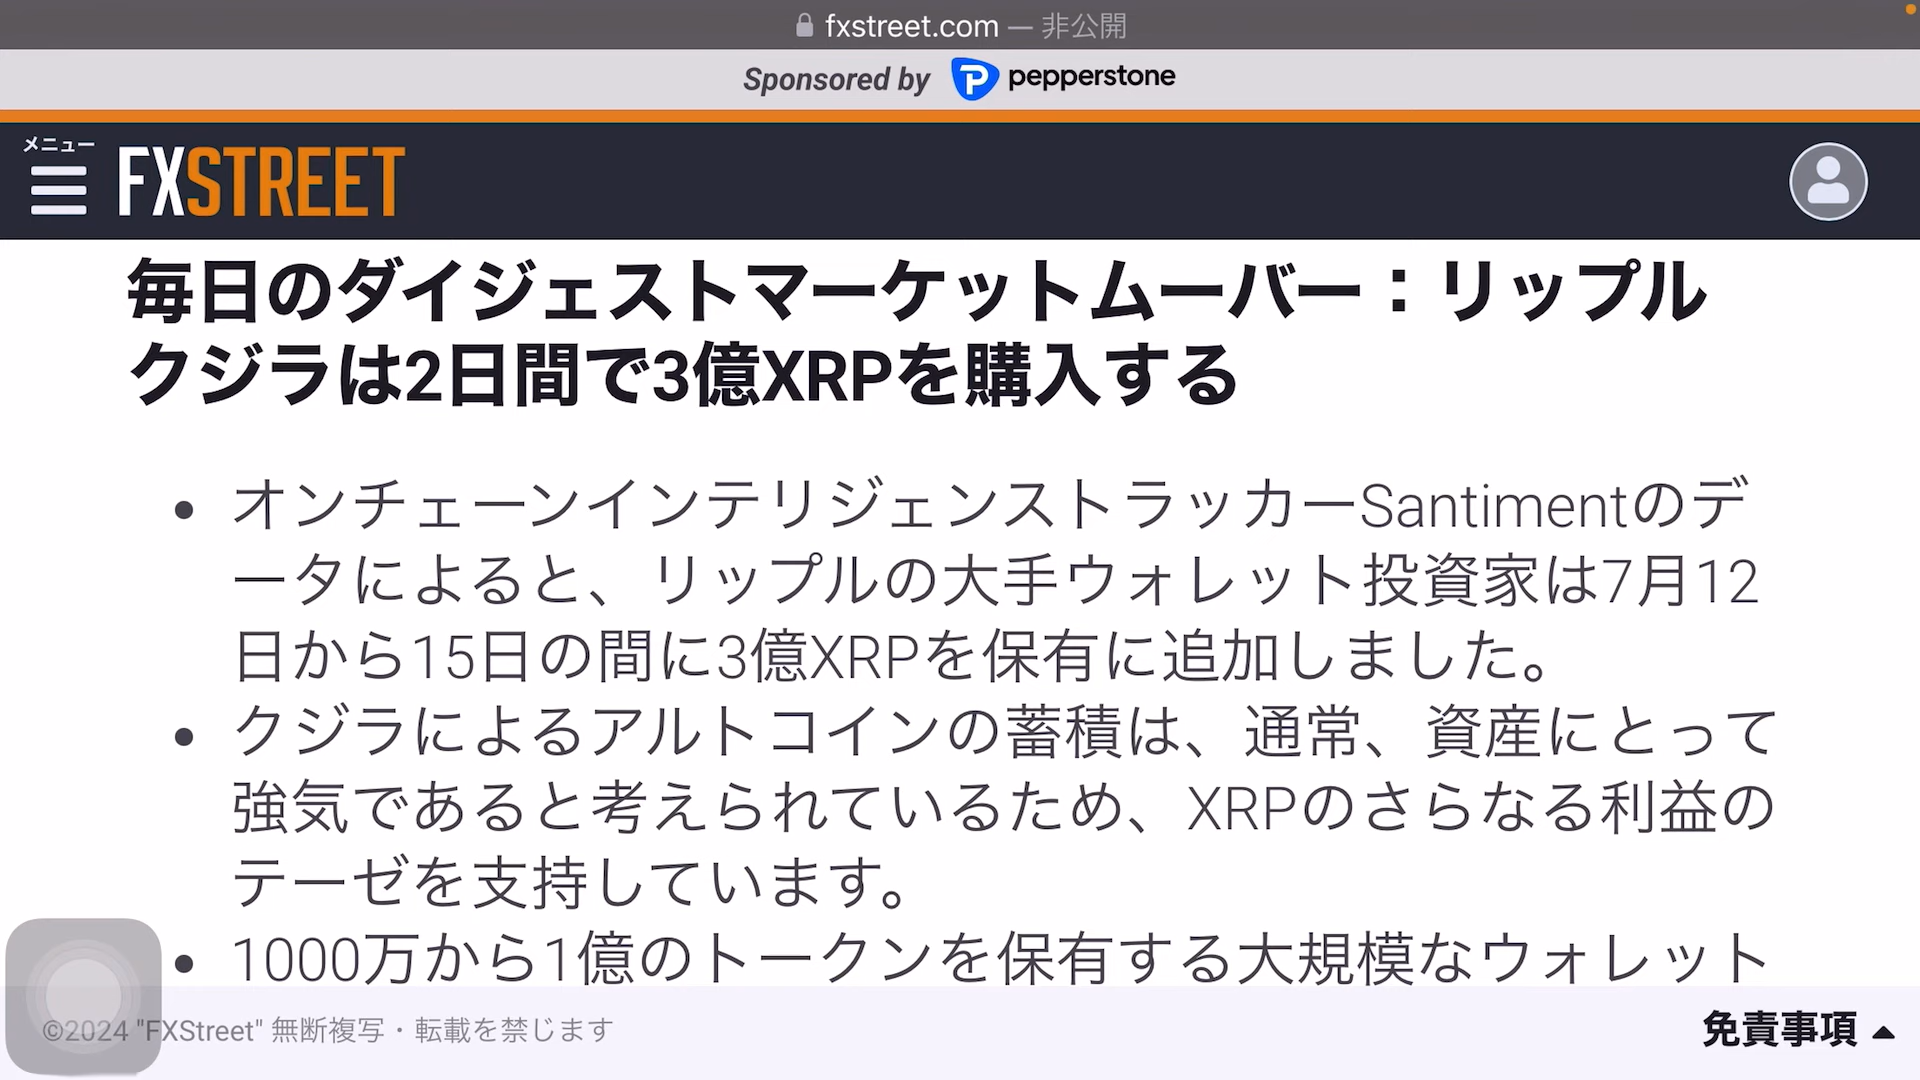 fxstreet.com — 非公開
Sponsored by pepperstone
メニュー
FXSTREET
毎日のダイジェストマーケットムーバー：リップル
クジラは2日間で3億XRPを購入する
• オンチェーンインテリジェンストラッカーSantimentのデ
ータによると、リップルの大手ウォレット投資家は7月12
日から15日の間に3億XRPを保有に追加しました。
• クジラによるアルトコインの蓄積は、通常、資産にとって
強気であると考えられているため、XRPのさらなる利益の
テーゼを支持しています。
• 1000万から1億のトークンを保有する大規模なウォレット
©2024 "FXStreet" 無断複写・転載を禁じます
免責事項